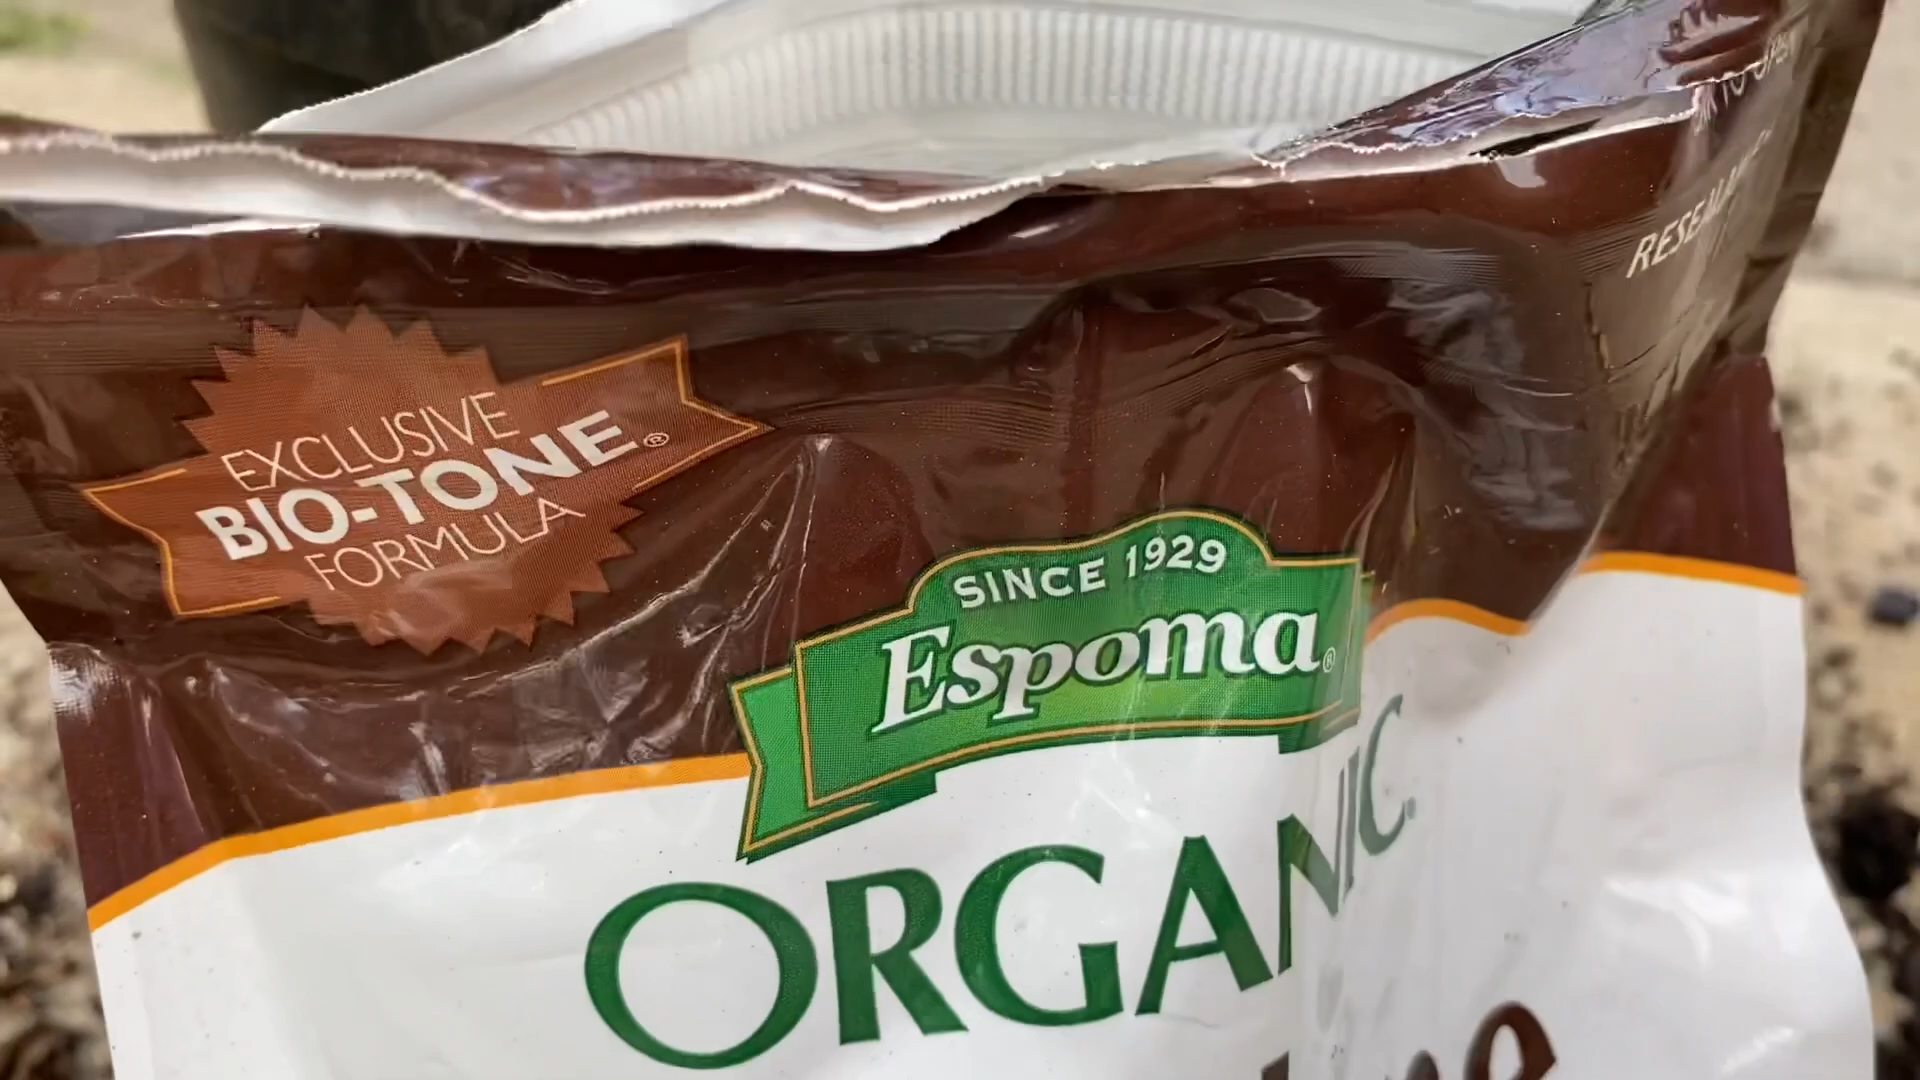 EXCLUSIVE
BIO-TONE®
FORMULA
SINCE 1929
Espoma®
ORGANIC.